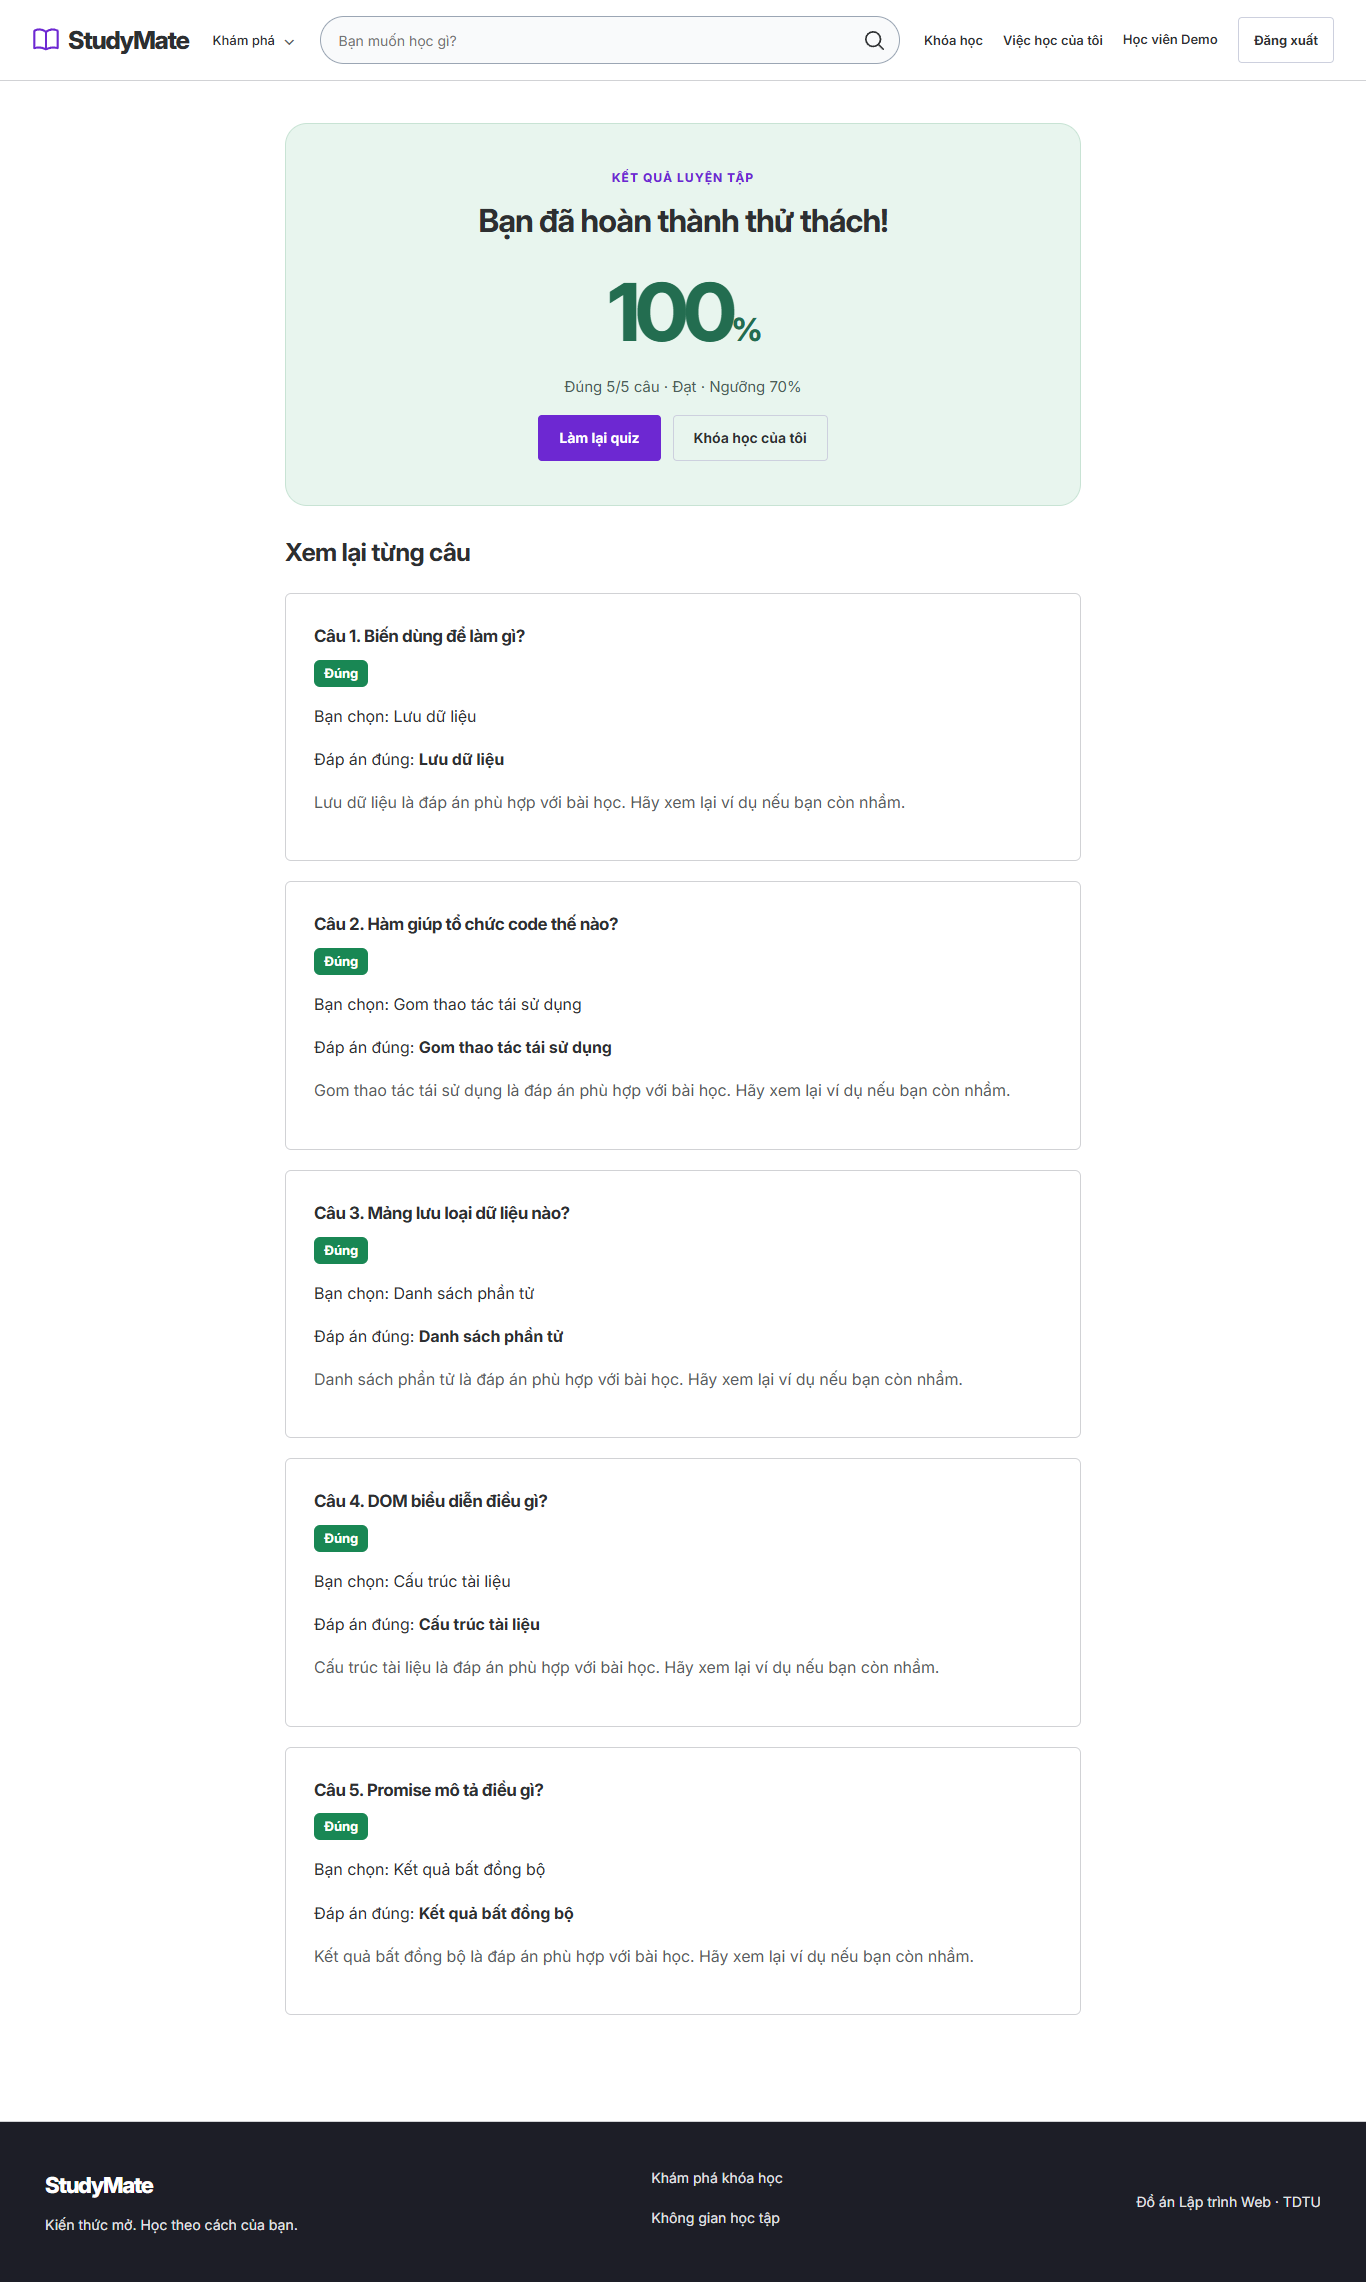 StudyMate
Khám phá
Bạn muốn học gì?
Khóa học
Việc học của tôi
Học viên Demo
Đăng xuất
KẾT QUẢ LUYỆN TẬP
Bạn đã hoàn thành thử thách!
100%
Đúng 5/5 câu · Đạt · Ngưỡng 70%
Làm lại quiz
Khóa học của tôi
Xem lại từng câu
Câu 1. Biến dùng để làm gì?
Đúng
Bạn chọn: Lưu dữ liệu
Đáp án đúng: Lưu dữ liệu
Lưu dữ liệu là đáp án phù hợp với bài học. Hãy xem lại ví dụ nếu bạn còn nhầm.
Câu 2. Hàm giúp tổ chức code thế nào?
Đúng
Bạn chọn: Gom thao tác tái sử dụng
Đáp án đúng: Gom thao tác tái sử dụng
Gom thao tác tái sử dụng là đáp án phù hợp với bài học. Hãy xem lại ví dụ nếu bạn còn nhầm.
Câu 3. Mảng lưu loại dữ liệu nào?
Đúng
Bạn chọn: Danh sách phần tử
Đáp án đúng: Danh sách phần tử
Danh sách phần tử là đáp án phù hợp với bài học. Hãy xem lại ví dụ nếu bạn còn nhầm.
Câu 4. DOM biểu diễn điều gì?
Đúng
Bạn chọn: Cấu trúc tài liệu
Đáp án đúng: Cấu trúc tài liệu
Cấu trúc tài liệu là đáp án phù hợp với bài học. Hãy xem lại ví dụ nếu bạn còn nhầm.
Câu 5. Promise mô tả điều gì?
Đúng
Bạn chọn: Kết quả bất đồng bộ
Đáp án đúng: Kết quả bất đồng bộ
Kết quả bất đồng bộ là đáp án phù hợp với bài học. Hãy xem lại ví dụ nếu bạn còn nhầm.
StudyMate
Kiến thức mở. Học theo cách của bạn.
Khám phá khóa học
Không gian học tập
Đồ án Lập trình Web · TDTU